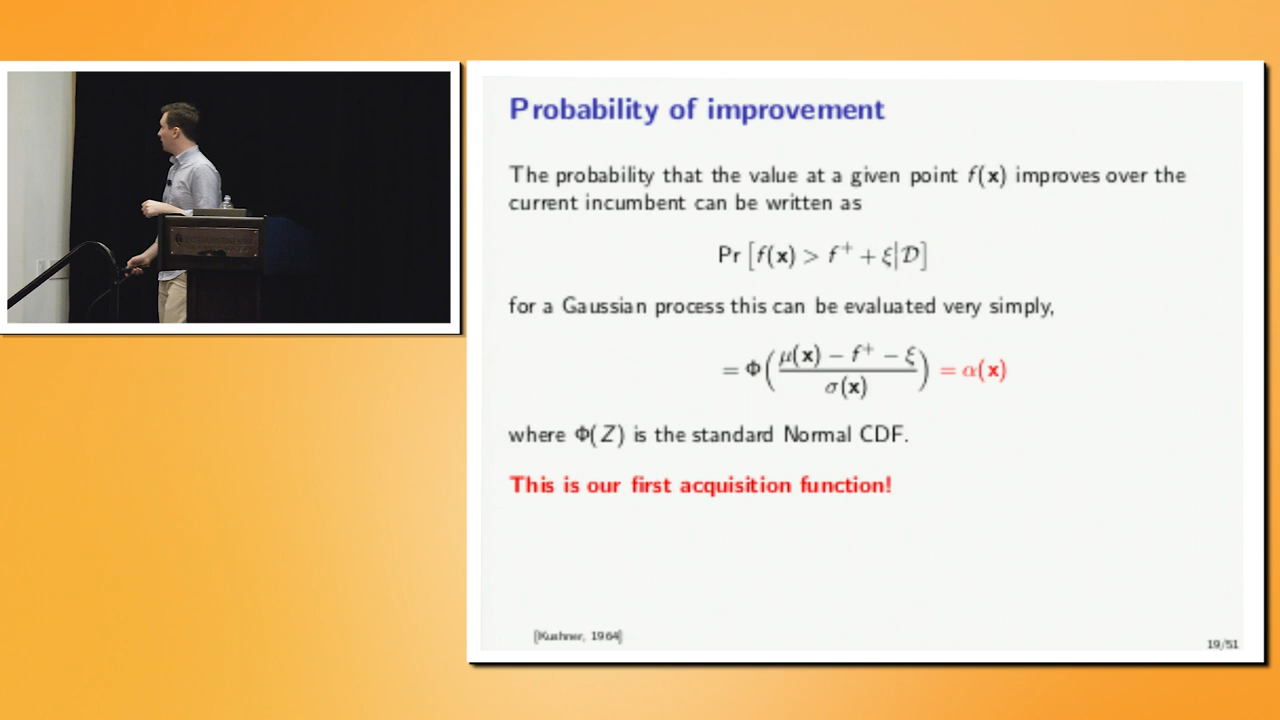 Probability of improvement
The probability that the value at a given point f(x) improves over the
current incumbent can be written as
Pr [f(x) > f⁺ + ξ|𝒟]
for a Gaussian process this can be evaluated very simply,
= Φ( (μ(x) − f⁺ − ξ) / σ(x) ) = α(x)
where Φ(Z) is the standard Normal CDF.
This is our first acquisition function!
[Kushner, 1964]
19/51